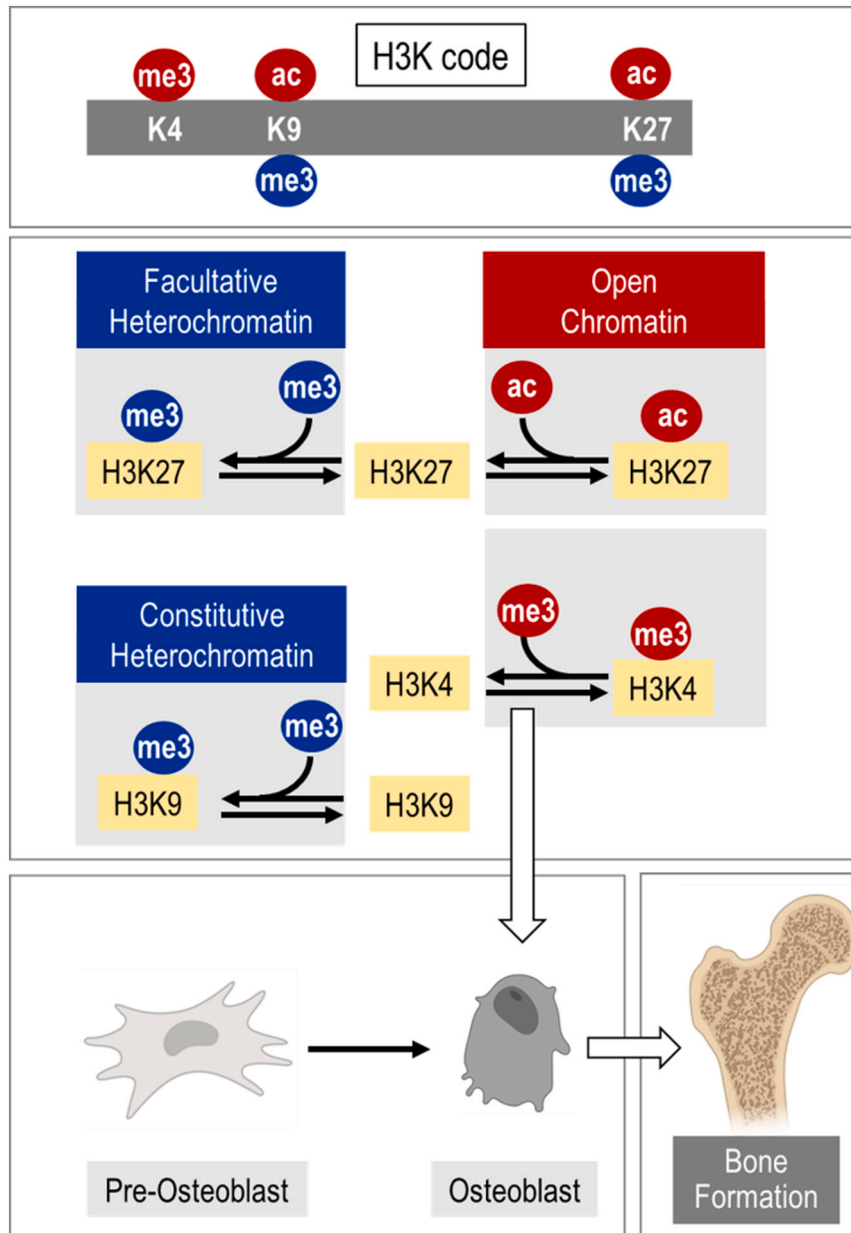 H3K code
me3
ac
ac
K4
K9
K27
me3
me3
Facultative
Heterochromatin
Open
Chromatin
me3
me3
ac
ac
H3K27
H3K27
H3K27
Constitutive
Heterochromatin
me3
me3
H3K4
H3K4
me3
me3
H3K9
H3K9
Pre-Osteoblast
Osteoblast
Bone
Formation